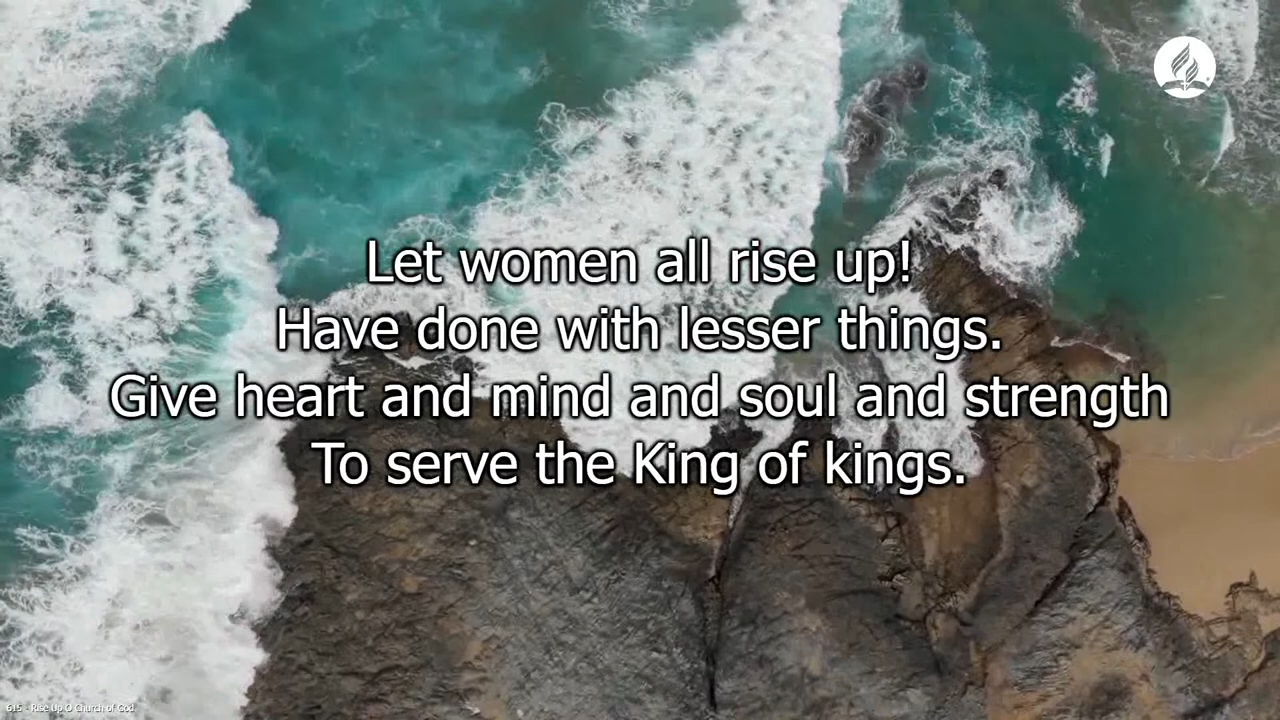 Let women all rise up!
Have done with lesser things.
Give heart and mind and soul and strength
To serve the King of kings.
615 - Rise Up O Church of God